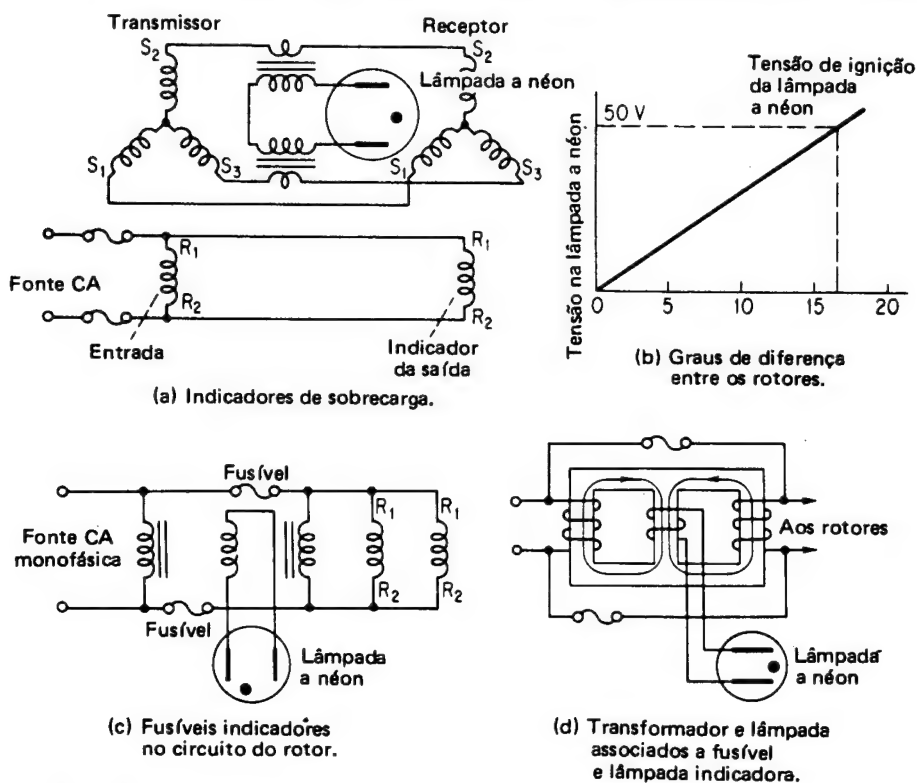 Transmissor
Receptor
S2
S2
Lâmpada a néon
S1
S3
S1
S3
R1
R1
Fonte CA
R2
R2
Entrada
Indicador
da saída
(a) Indicadores de sobrecarga.
Tensão de ignição
da lâmpada
a néon
50 V
Tensão na lâmpada a néon
0
5
10
15
20
(b) Graus de diferença
entre os rotores.
Fusível
Fonte CA
monofásica
R1
R1
R2
R2
Fusível
Lâmpada
a néon
(c) Fusíveis indicadores
no circuito do rotor.
Aos rotores
Lâmpada
a néon
(d) Transformador e lâmpada
associados a fusível
e lâmpada indicadora.